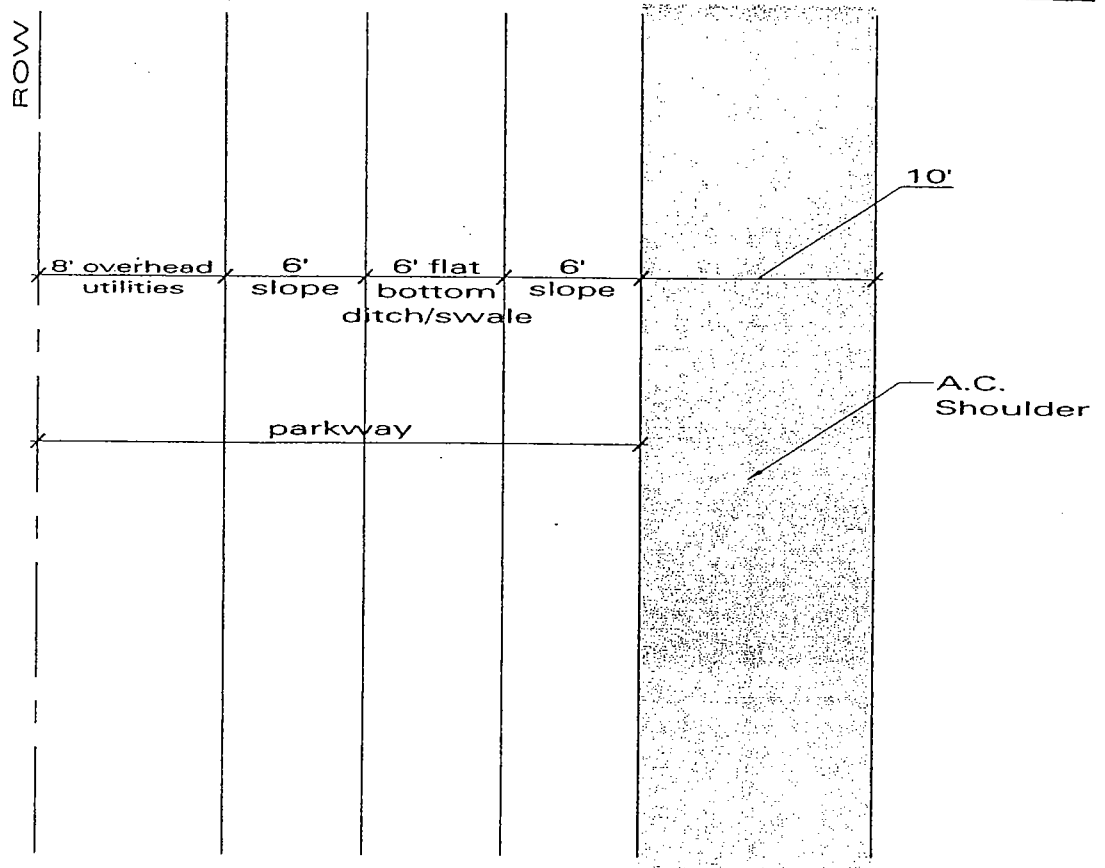 ROW
10'
8' overhead
utilities
6'
slope
6' flat
bottom
ditch/swale
6'
slope
A.C.
Shoulder
parkway